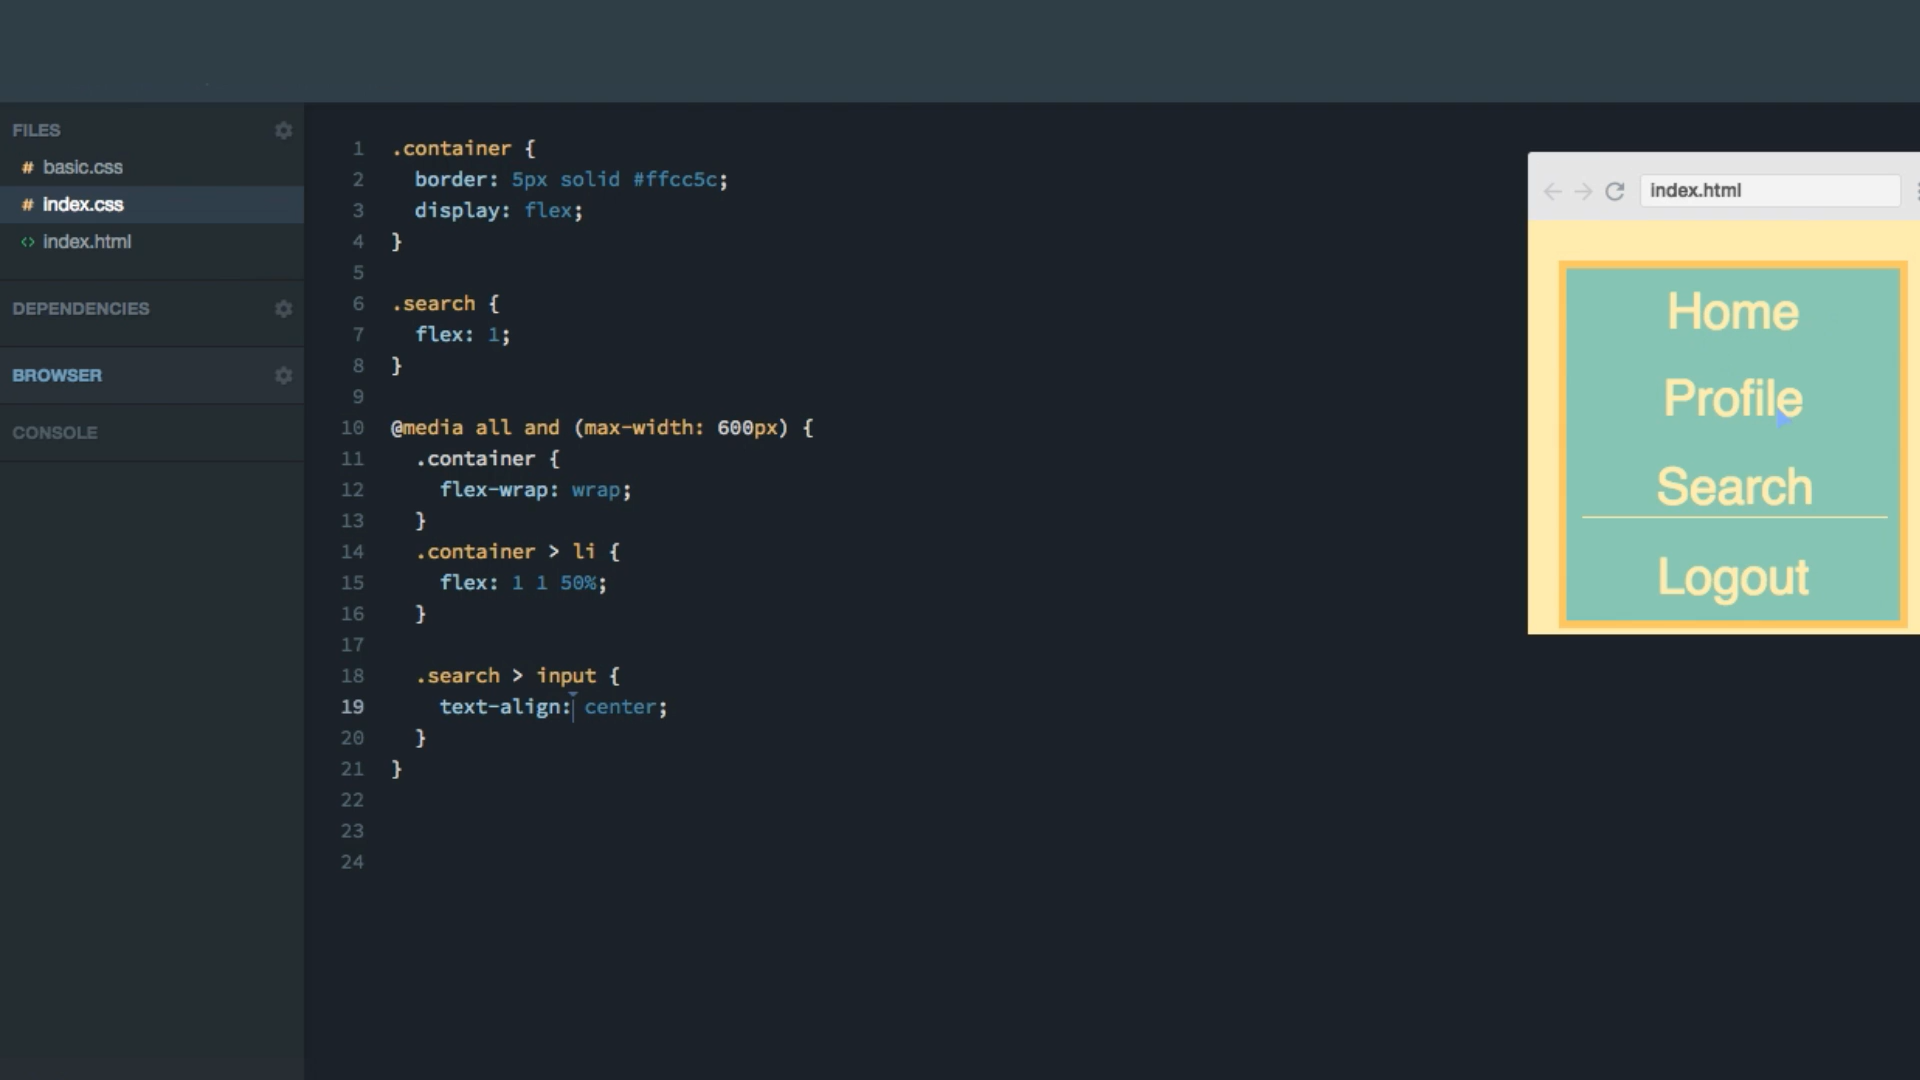 FILES
# basic.css
# index.css
<> index.html
DEPENDENCIES
BROWSER
CONSOLE
1 .container {
2 border: 5px solid #ffcc5c;
3 display: flex;
4 }
5
6 .search {
7 flex: 1;
8 }
9
10 @media all and (max-width: 600px) {
11 .container {
12 flex-wrap: wrap;
13 }
14 .container > li {
15 flex: 1 1 50%;
16 }
17
18 .search > input {
19 text-align: center;
20 }
21 }
22
23
24
index.html
Home
Profile
Search
Logout